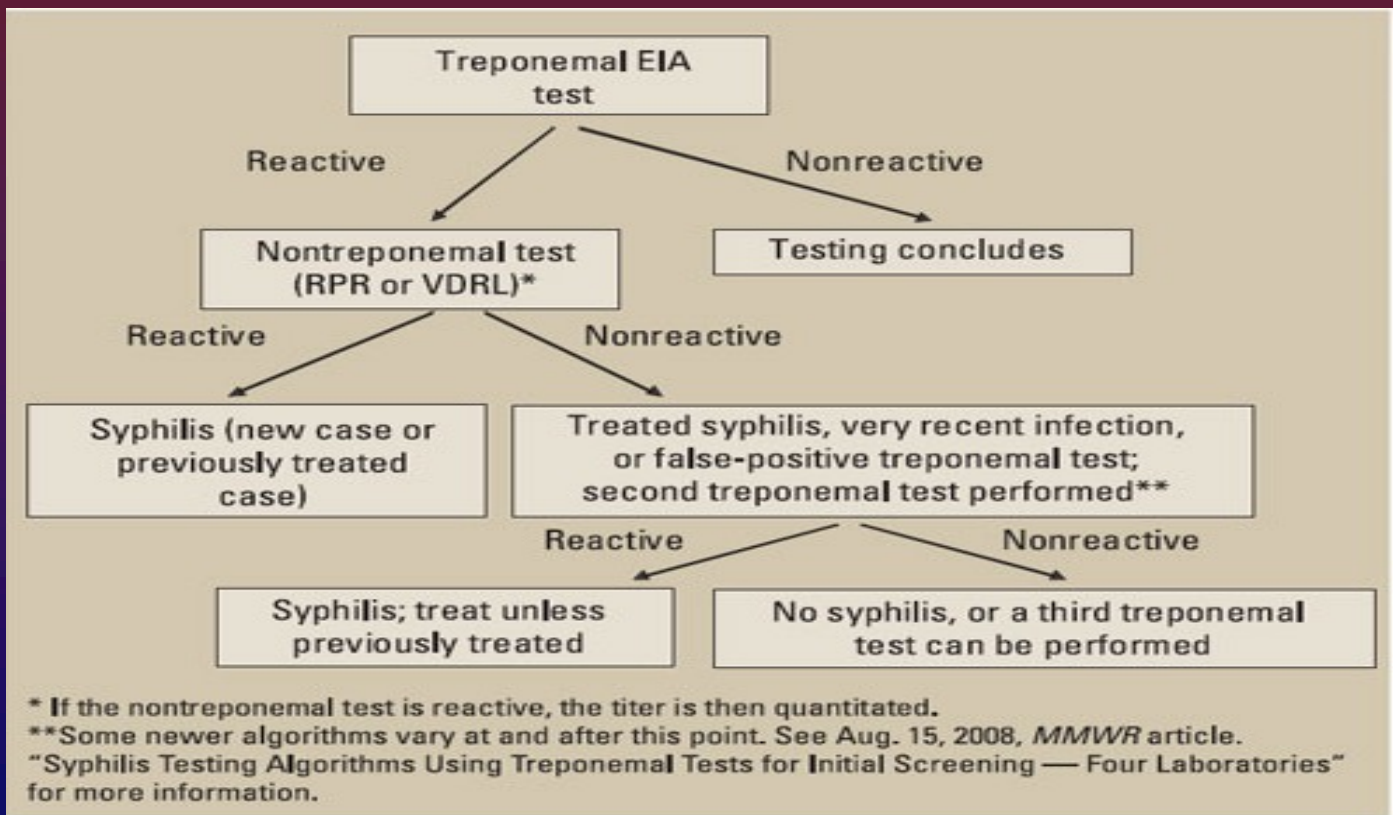 Treponemal EIA
test
Reactive
Nonreactive
Nontreponemal test
(RPR or VDRL)*
Testing concludes
Reactive
Nonreactive
Syphilis (new case or
previously treated
case)
Treated syphilis, very recent infection,
or false-positive treponemal test;
second treponemal test performed**
Reactive
Nonreactive
Syphilis; treat unless
previously treated
No syphilis, or a third treponemal
test can be performed
* If the nontreponemal test is reactive, the titer is then quantitated.
**Some newer algorithms vary at and after this point. See Aug. 15, 2008, MMWR article.
“Syphilis Testing Algorithms Using Treponemal Tests for Initial Screening — Four Laboratories”
for more information.